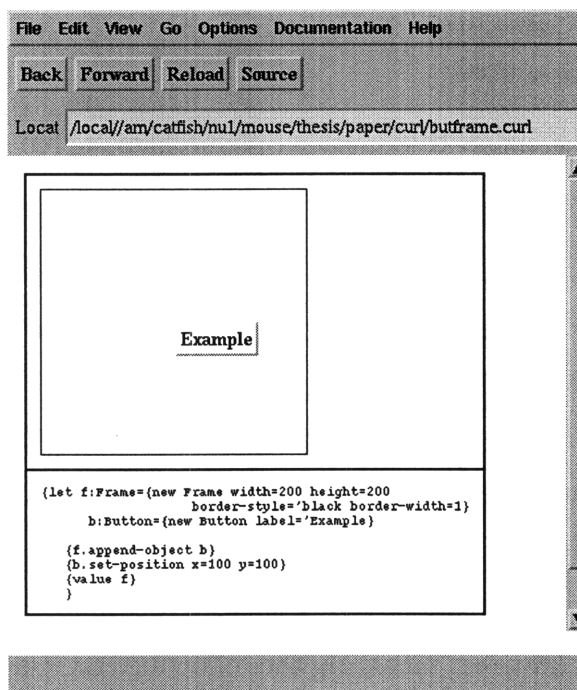 File Edit View Go Options Documentation Help
Back Forward Reload Source
Locat /local//am/catfish/nu1/mouse/thesis/paper/curl/butframe.curl
Example
{let f:Frame={new Frame width=200 height=200
border-style='black border-width=1}
b:Button={new Button label='Example}
{f.append-object b}
{b.set-position x=100 y=100}
{value f}
}